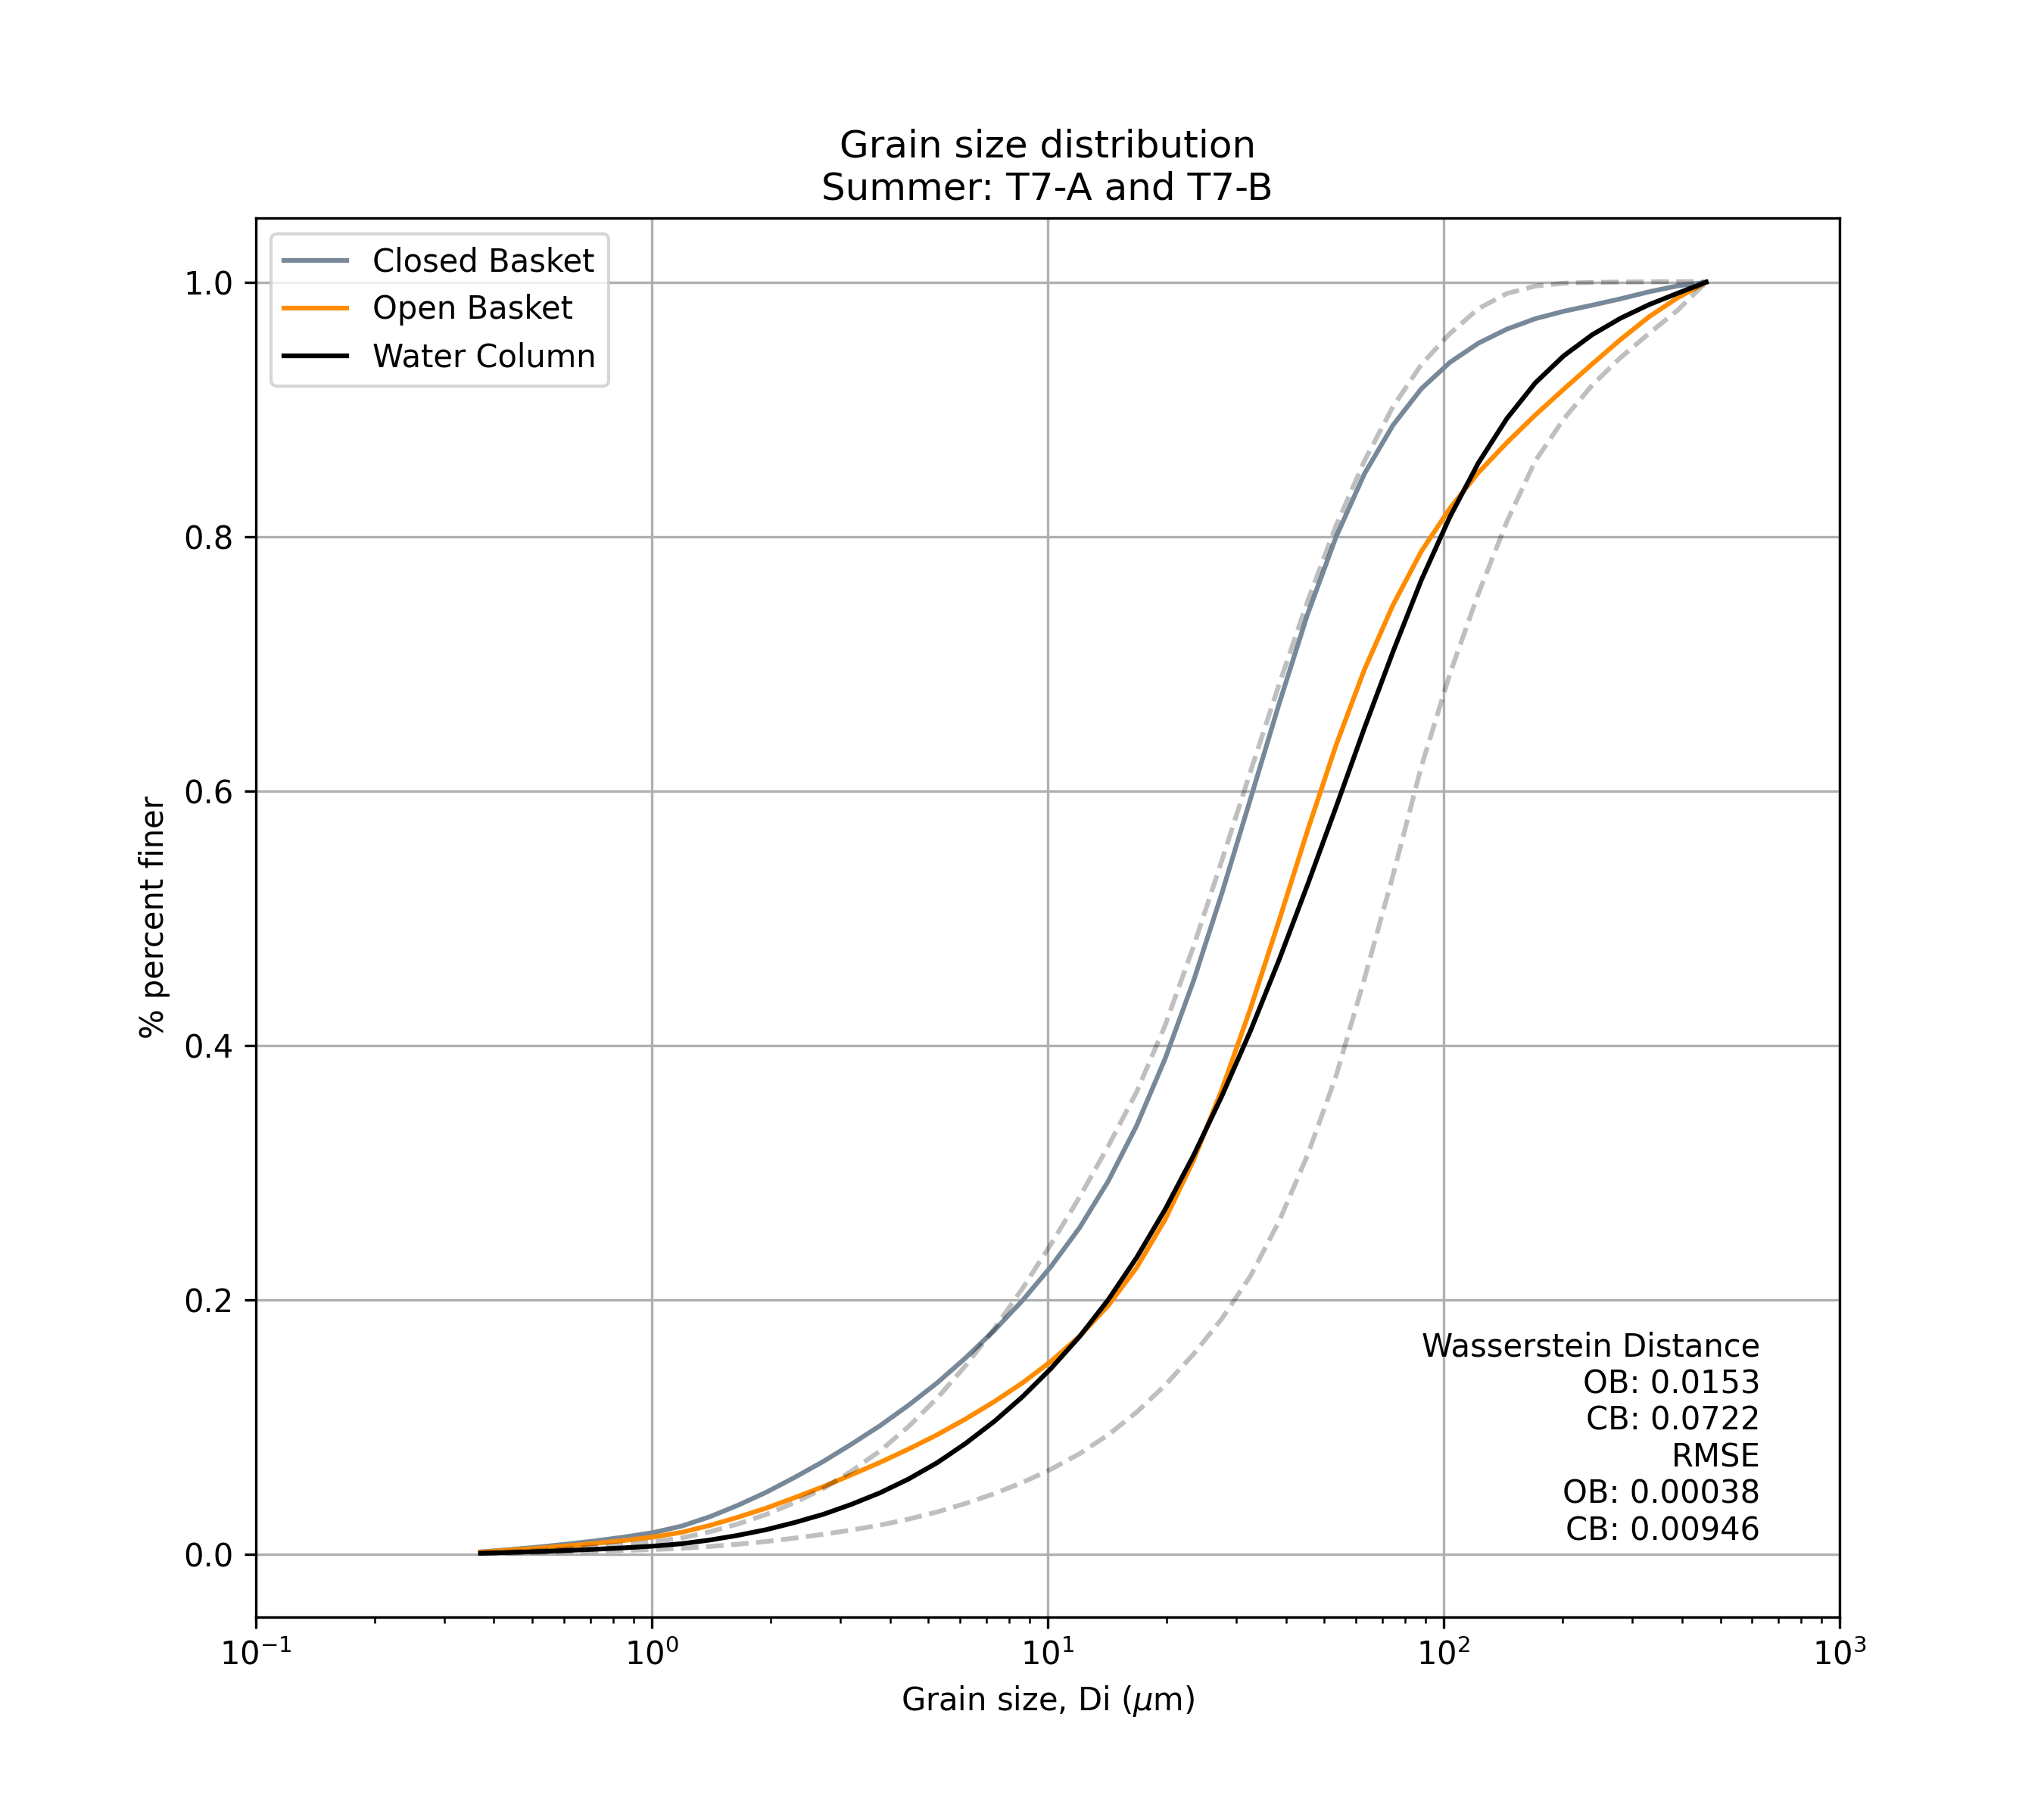 Grain size distribution
Summer: T7-A and T7-B
Closed Basket
Open Basket
Water Column
% percent finer
1.0
0.8
0.6
0.4
0.2
0.0
Wasserstein Distance
OB: 0.0153
CB: 0.0722
RMSE
OB: 0.00038
CB: 0.00946
10⁻¹ 10⁰ 10¹ 10² 10³
Grain size, Di (μm)